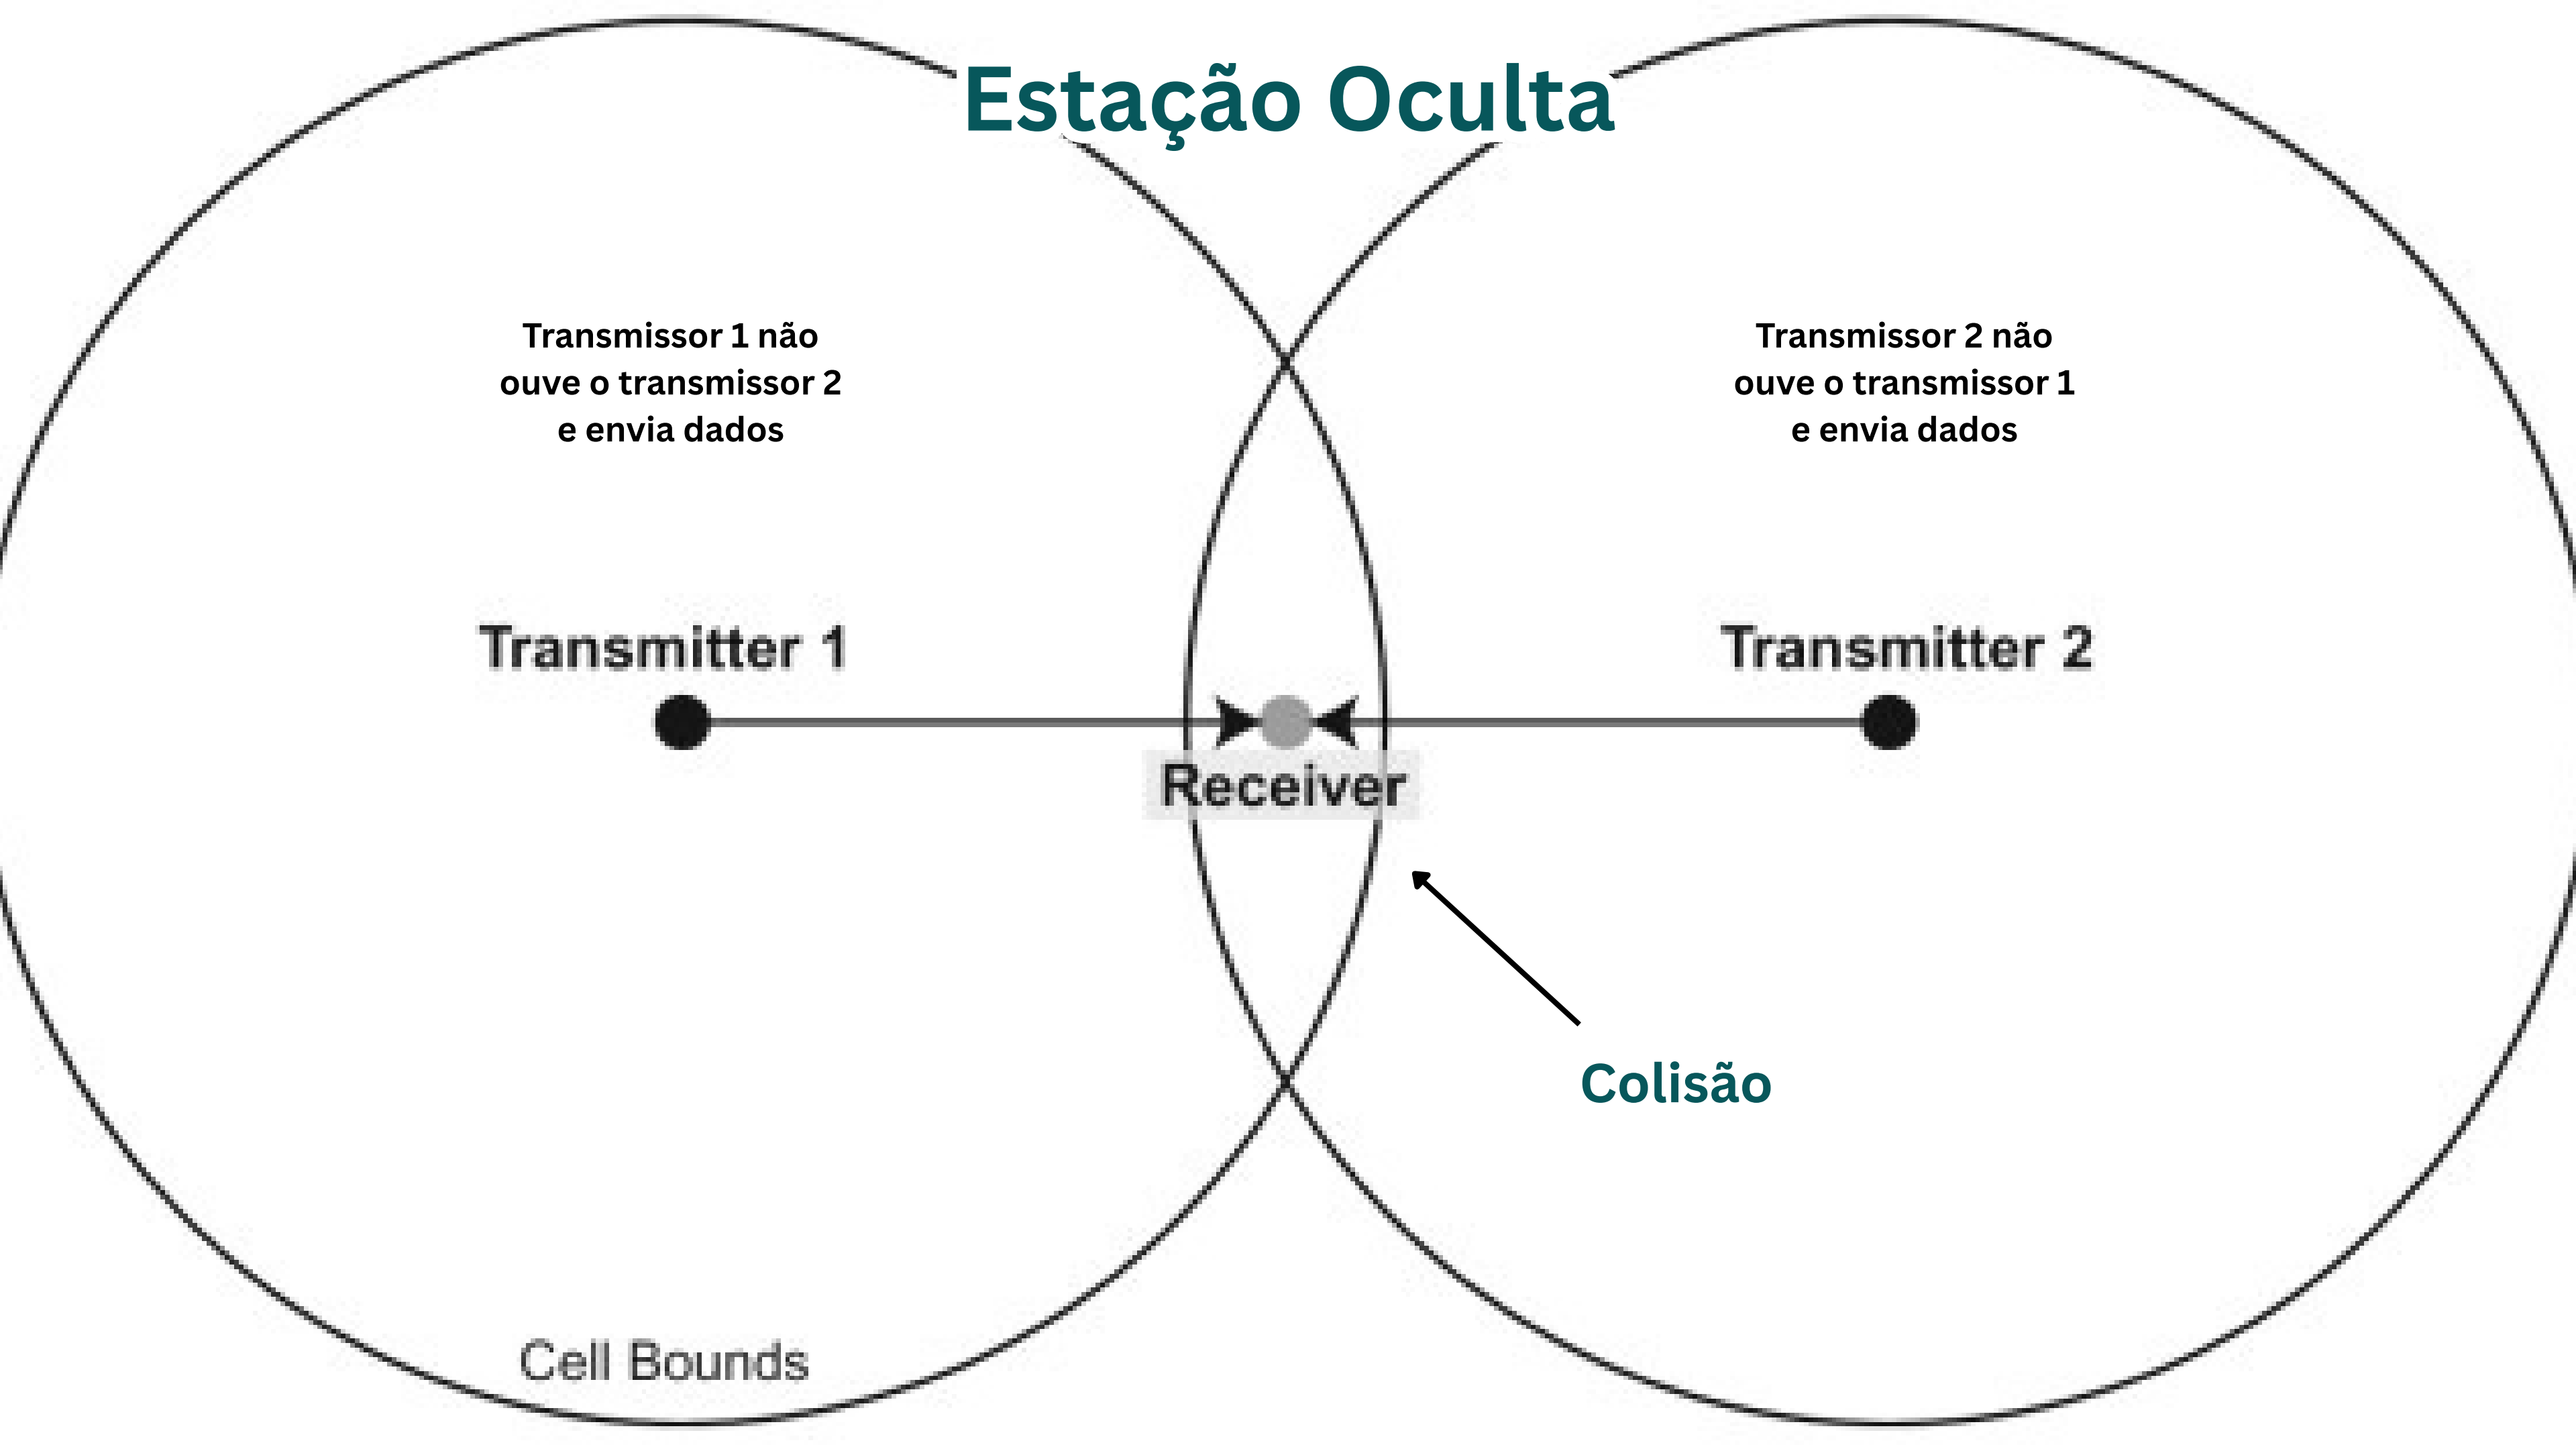 Estação Oculta
Transmissor 1 não
ouve o transmissor 2
e envia dados
Transmissor 2 não
ouve o transmissor 1
e envia dados
Transmitter 1
Transmitter 2
Receiver
Colisão
Cell Bounds